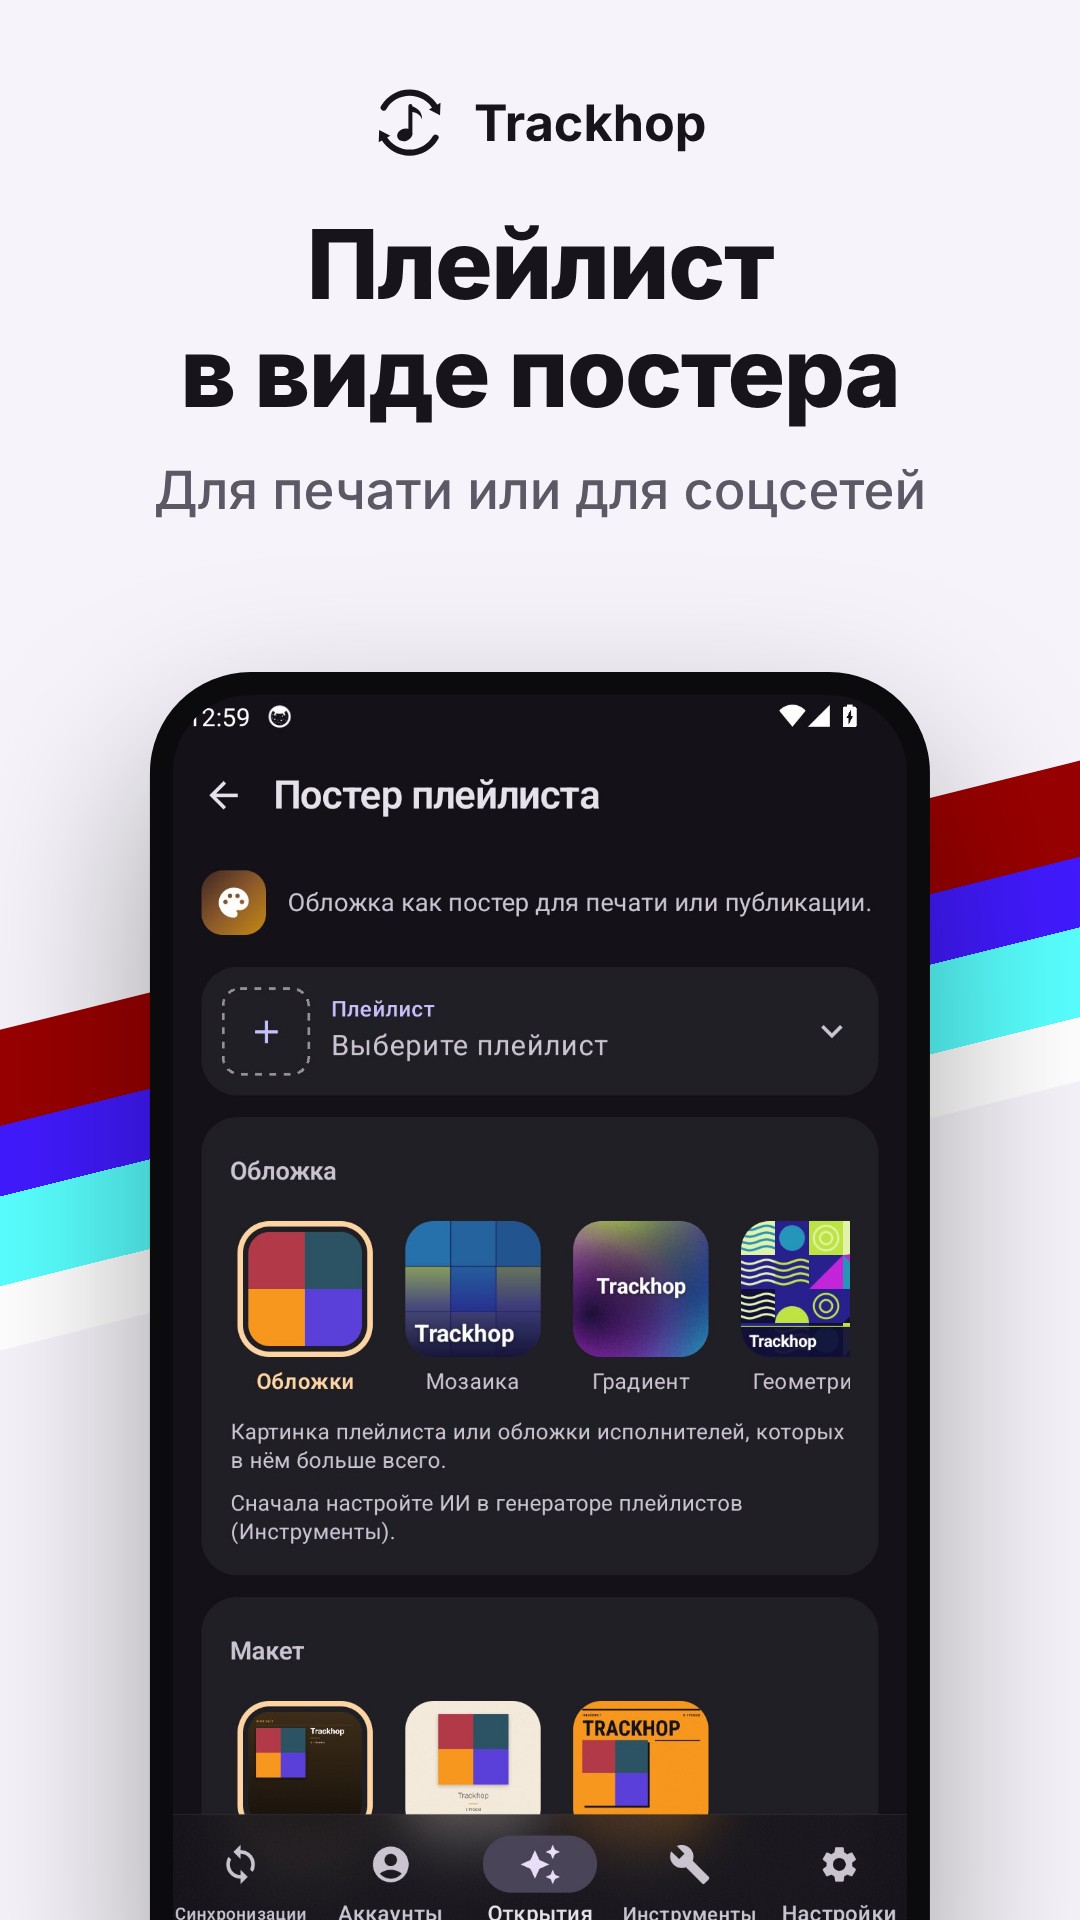 Trackhop
Плейлист
в виде постера
Для печати или для соцсетей
12:59
Постер плейлиста
Обложка как постер для печати или публикации.
Плейлист
Выберите плейлист
Обложка
Trackhop
Trackhop
Trackhop
Обложки
Мозаика
Градиент
Геометри
Картинка плейлиста или обложки исполнителей, которых
в нём больше всего.
Сначала настройте ИИ в генераторе плейлистов
(Инструменты).
Макет
Trackhop
Trackhop
TRACKHOP
Синхронизации
Аккаунты
Открытия
Инструменты
Настройки